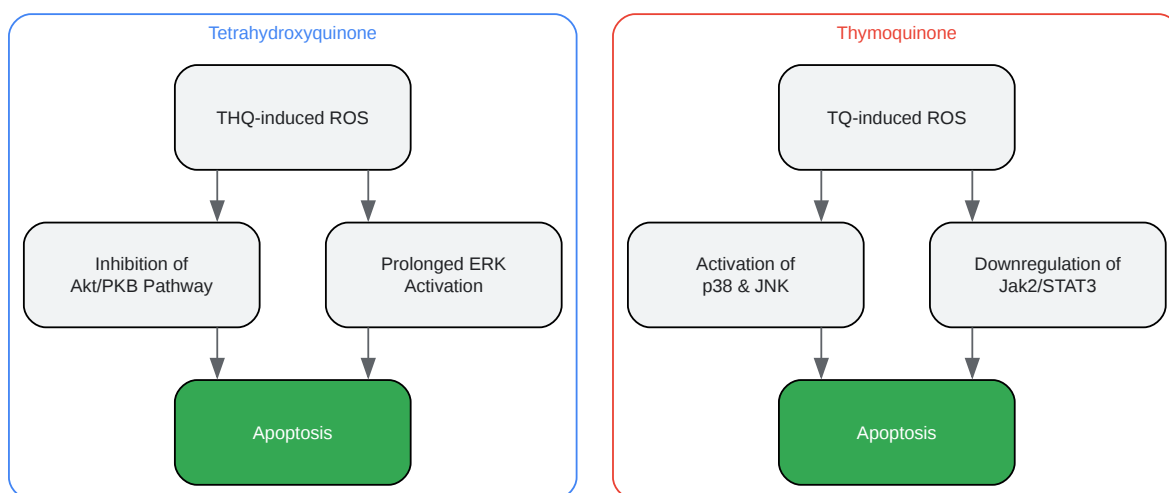 Tetrahydroxyquinone
THQ-induced ROS
Inhibition of
Akt/PKB Pathway
Prolonged ERK
Activation
Apoptosis
Thymoquinone
TQ-induced ROS
Activation of
p38 & JNK
Downregulation of
Jak2/STAT3
Apoptosis